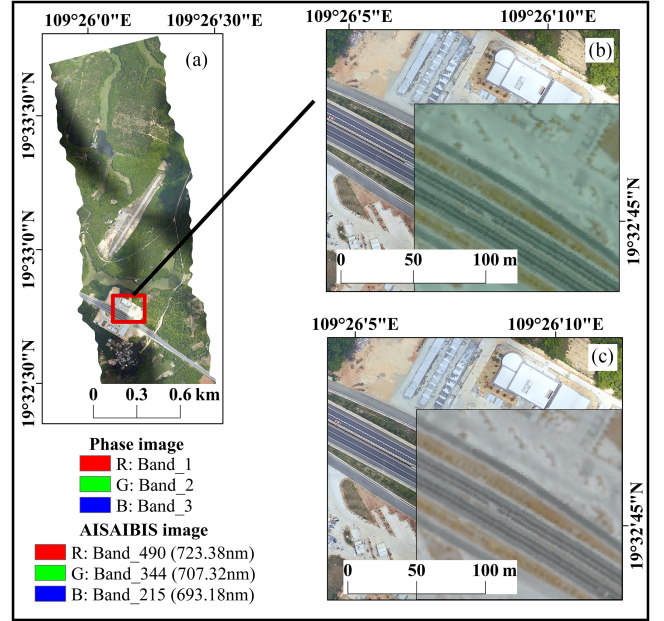 109°26'0"E 109°26'30"E
(a)
19°33'30"N
19°33'0"N
19°32'30"N
0 0.3 0.6 km
Phase image
R: Band_1
G: Band_2
B: Band_3
AISAIBIS image
R: Band_490 (723.38nm)
G: Band_344 (707.32nm)
B: Band_215 (693.18nm)
109°26'5"E 109°26'10"E
(b)
19°32'45"N
0 50 100 m
109°26'5"E 109°26'10"E
(c)
19°32'45"N
0 50 100 m